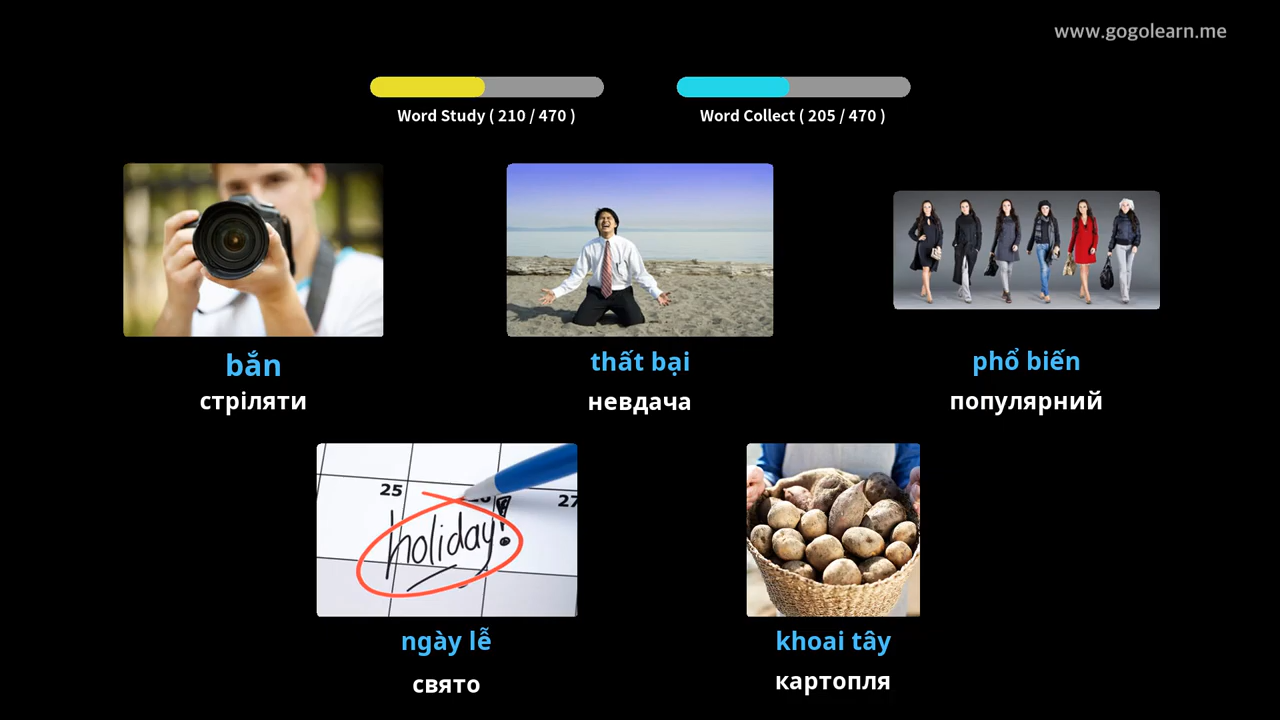 www.gogolearn.me
Word Study ( 210 / 470 )
Word Collect ( 205 / 470 )
bắn
стріляти
thất bại
невдача
phổ biến
популярний
25
27
holiday!
ngày lễ
свято
khoai tây
картопля